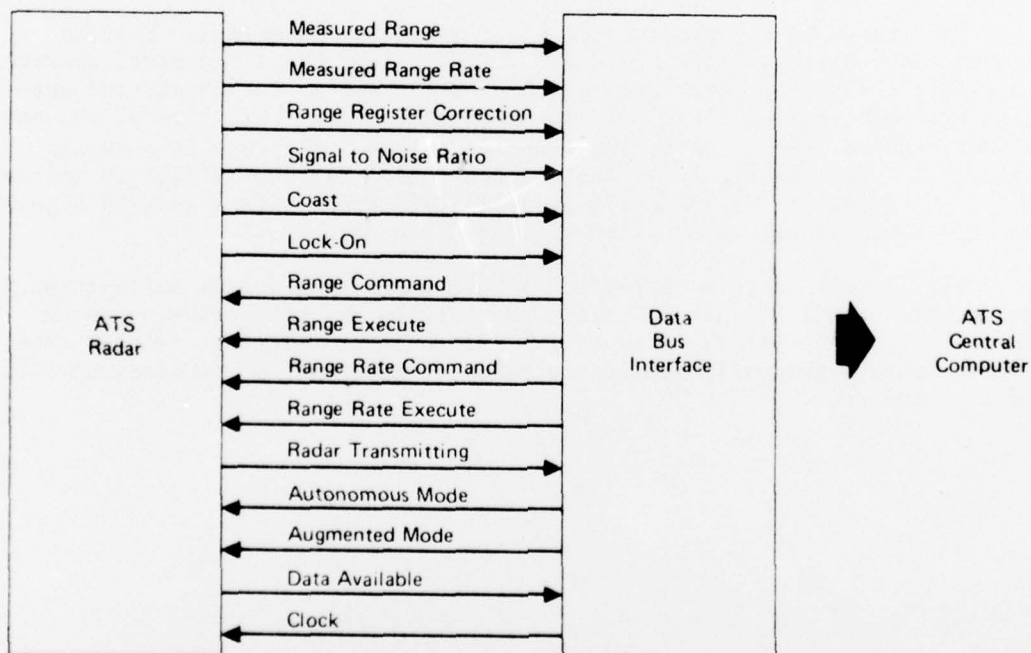 Measured Range
Measured Range Rate
Range Register Correction
Signal to Noise Ratio
Coast
Lock-On
Range Command
Range Execute
Range Rate Command
Range Rate Execute
Radar Transmitting
Autonomous Mode
Augmented Mode
Data Available
Clock
ATS
Radar
Data
Bus
Interface
ATS
Central
Computer